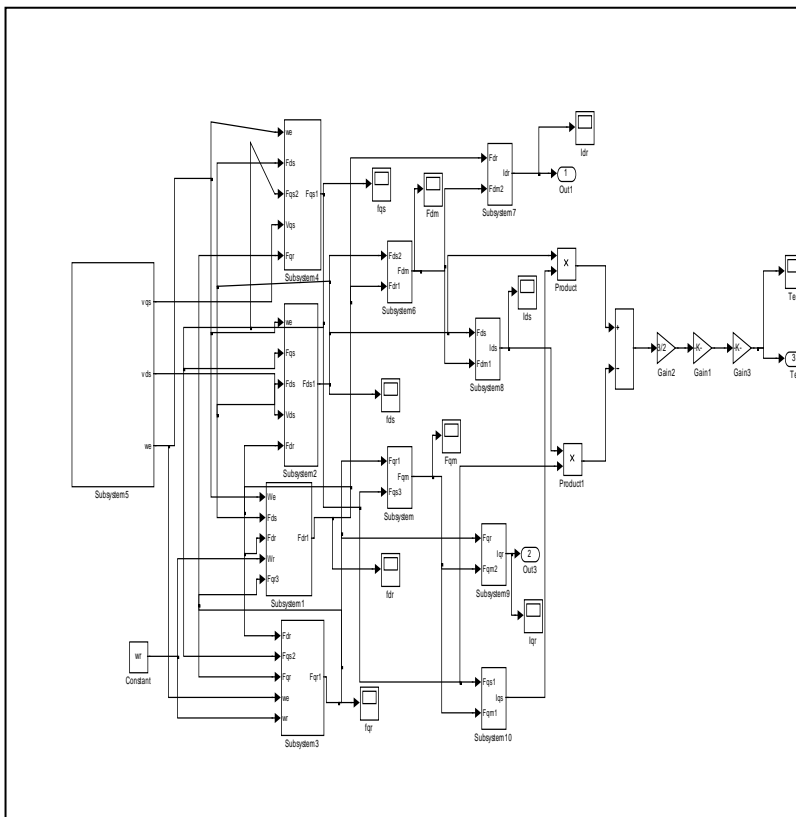 vqs
vds
we
Subsystem5
wr
Constant
we
Fds
Fqs2
Vqs
Fqr
Fqs1
Subsystem4
we
Fqs
Fds
Vds
Fdr
Fds1
Subsystem2
We
Fds
Fdr
Wr
Fqr3
Fdr1
Subsystem1
Fdr
Fqs2
Fqr
we
wr
Fqr1
Subsystem3
fqs
fds
fdr
fqr
Fds2
Fdr1
Fdm
Subsystem6
Fdm
Fqr1
Fqs3
Fqm
Subsystem
Fqm
Fdr
Fdm2
Idr
Subsystem7
Idr
1
Out1
Fds
Fdm1
Ids
Subsystem8
Ids
Fqr
Fqm2
Iqr
Subsystem9
2
Out3
Iqr
Fqs1
Fqm1
Iqs
Subsystem10
X
Product
X
Product1
+
-
3/2
Gain2
-K-
Gain1
-K-
Gain3
Te
3
Te